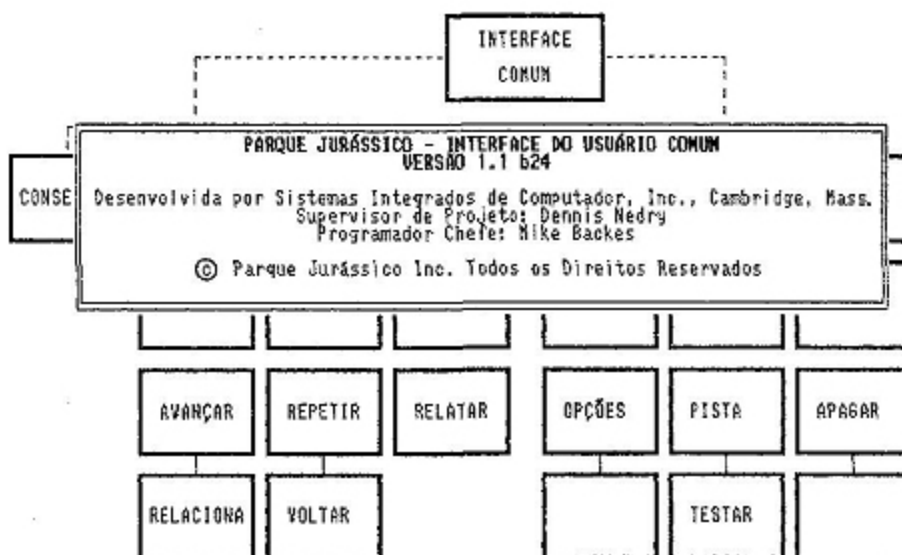 INTERFACE
COMUM
PARQUE JURÁSSICO - INTERFACE DO USUÁRIO COMUM
VERSÃO 1.1 b24
CONSE
Desenvolvida por Sistemas Integrados de Computador, Inc., Cambridge, Mass.
Supervisor de Projeto: Dennis Nedry
Programador Chefe: Mike Backes
© Parque Jurássico Inc. Todos os Direitos Reservados
AVANÇAR REPETIR RELATAR OPÇÕES PISTA APAGAR
RELACIONA VOLTAR TESTAR